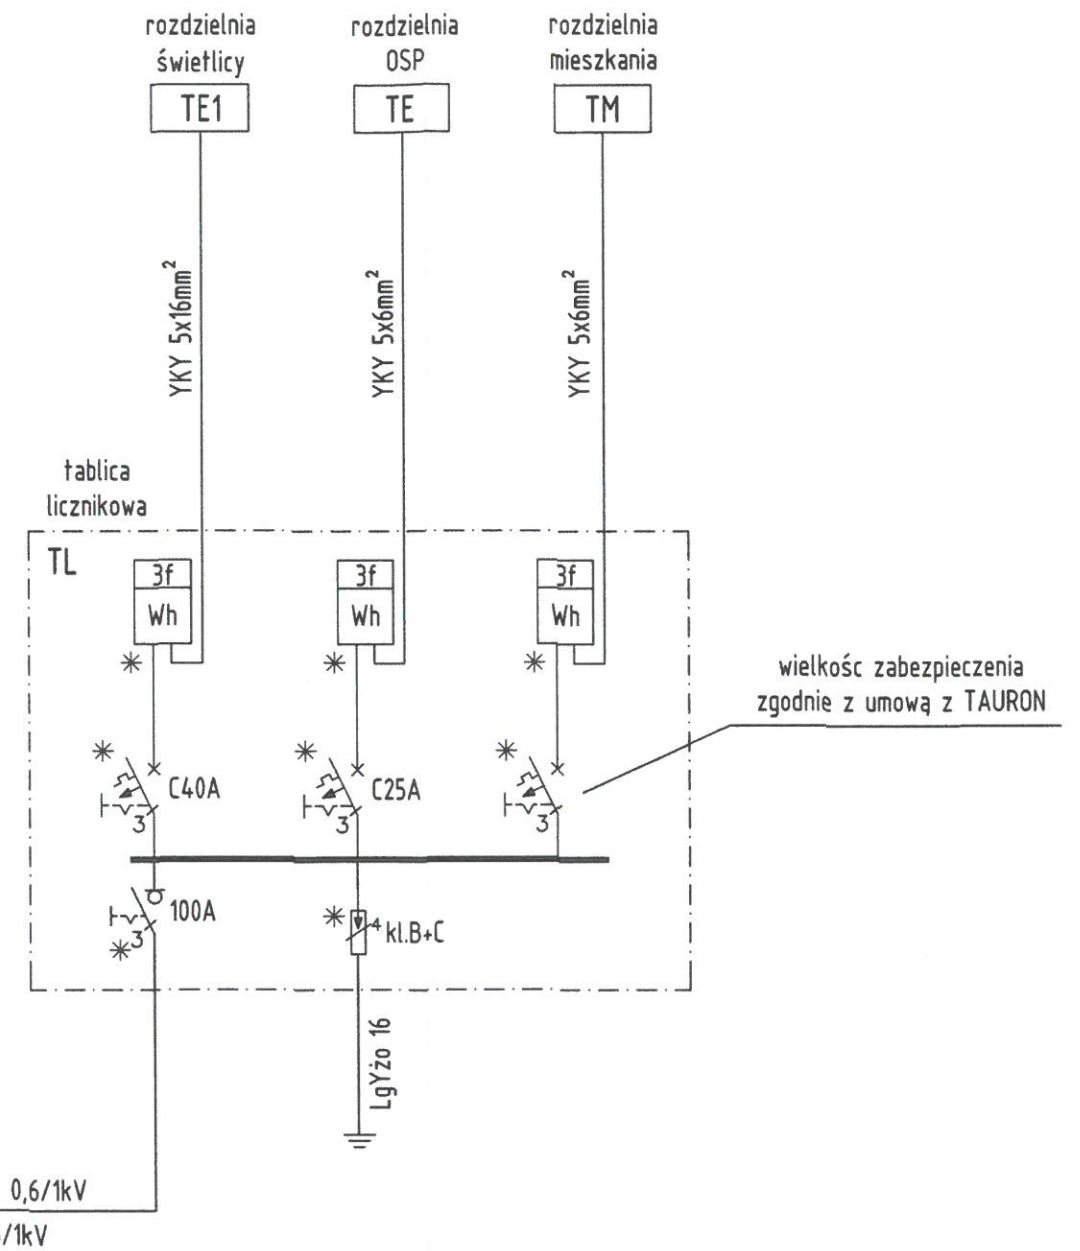 rozdzielnia
świetlicy
TE1
rozdzielnia
OSP
TE
rozdzielnia
mieszkania
TM
YKY 5x16mm²
YKY 5x6mm²
YKY 5x6mm²
tablica
licznikowa
TL
3f
Wh
3f
Wh
3f
Wh
wielkośc zabezpieczenia
zgodnie z umową z TAURON
C40A
3
C25A
3
3
100A
3
4
kl.B+C
LgYżo 16
0,6/1kV
/1kV